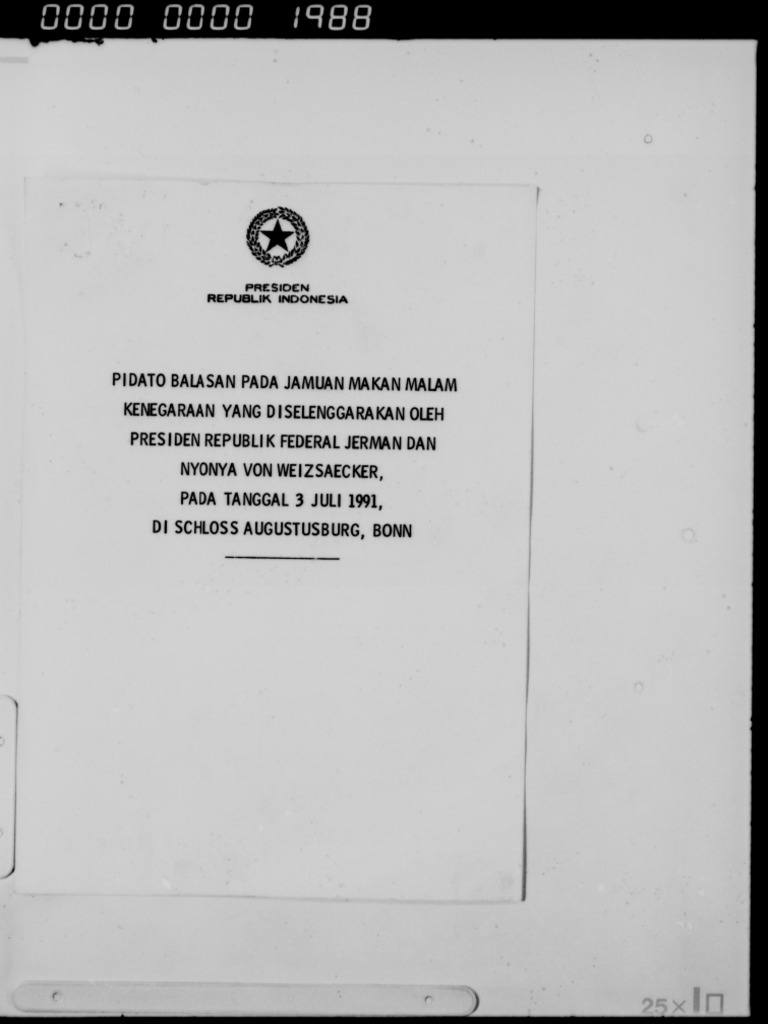 0000 0000 1988
PRESIDEN
REPUBLIK INDONESIA
PIDATO BALASAN PADA JAMUAN MAKAN MALAM
KENEGARAAN YANG DISELENGGARAKAN OLEH
PRESIDEN REPUBLIK FEDERAL JERMAN DAN
NYONYA VON WEIZSAECKER,
PADA TANGGAL 3 JULI 1991,
DI SCHLOSS AUGUSTUSBURG, BONN
25×